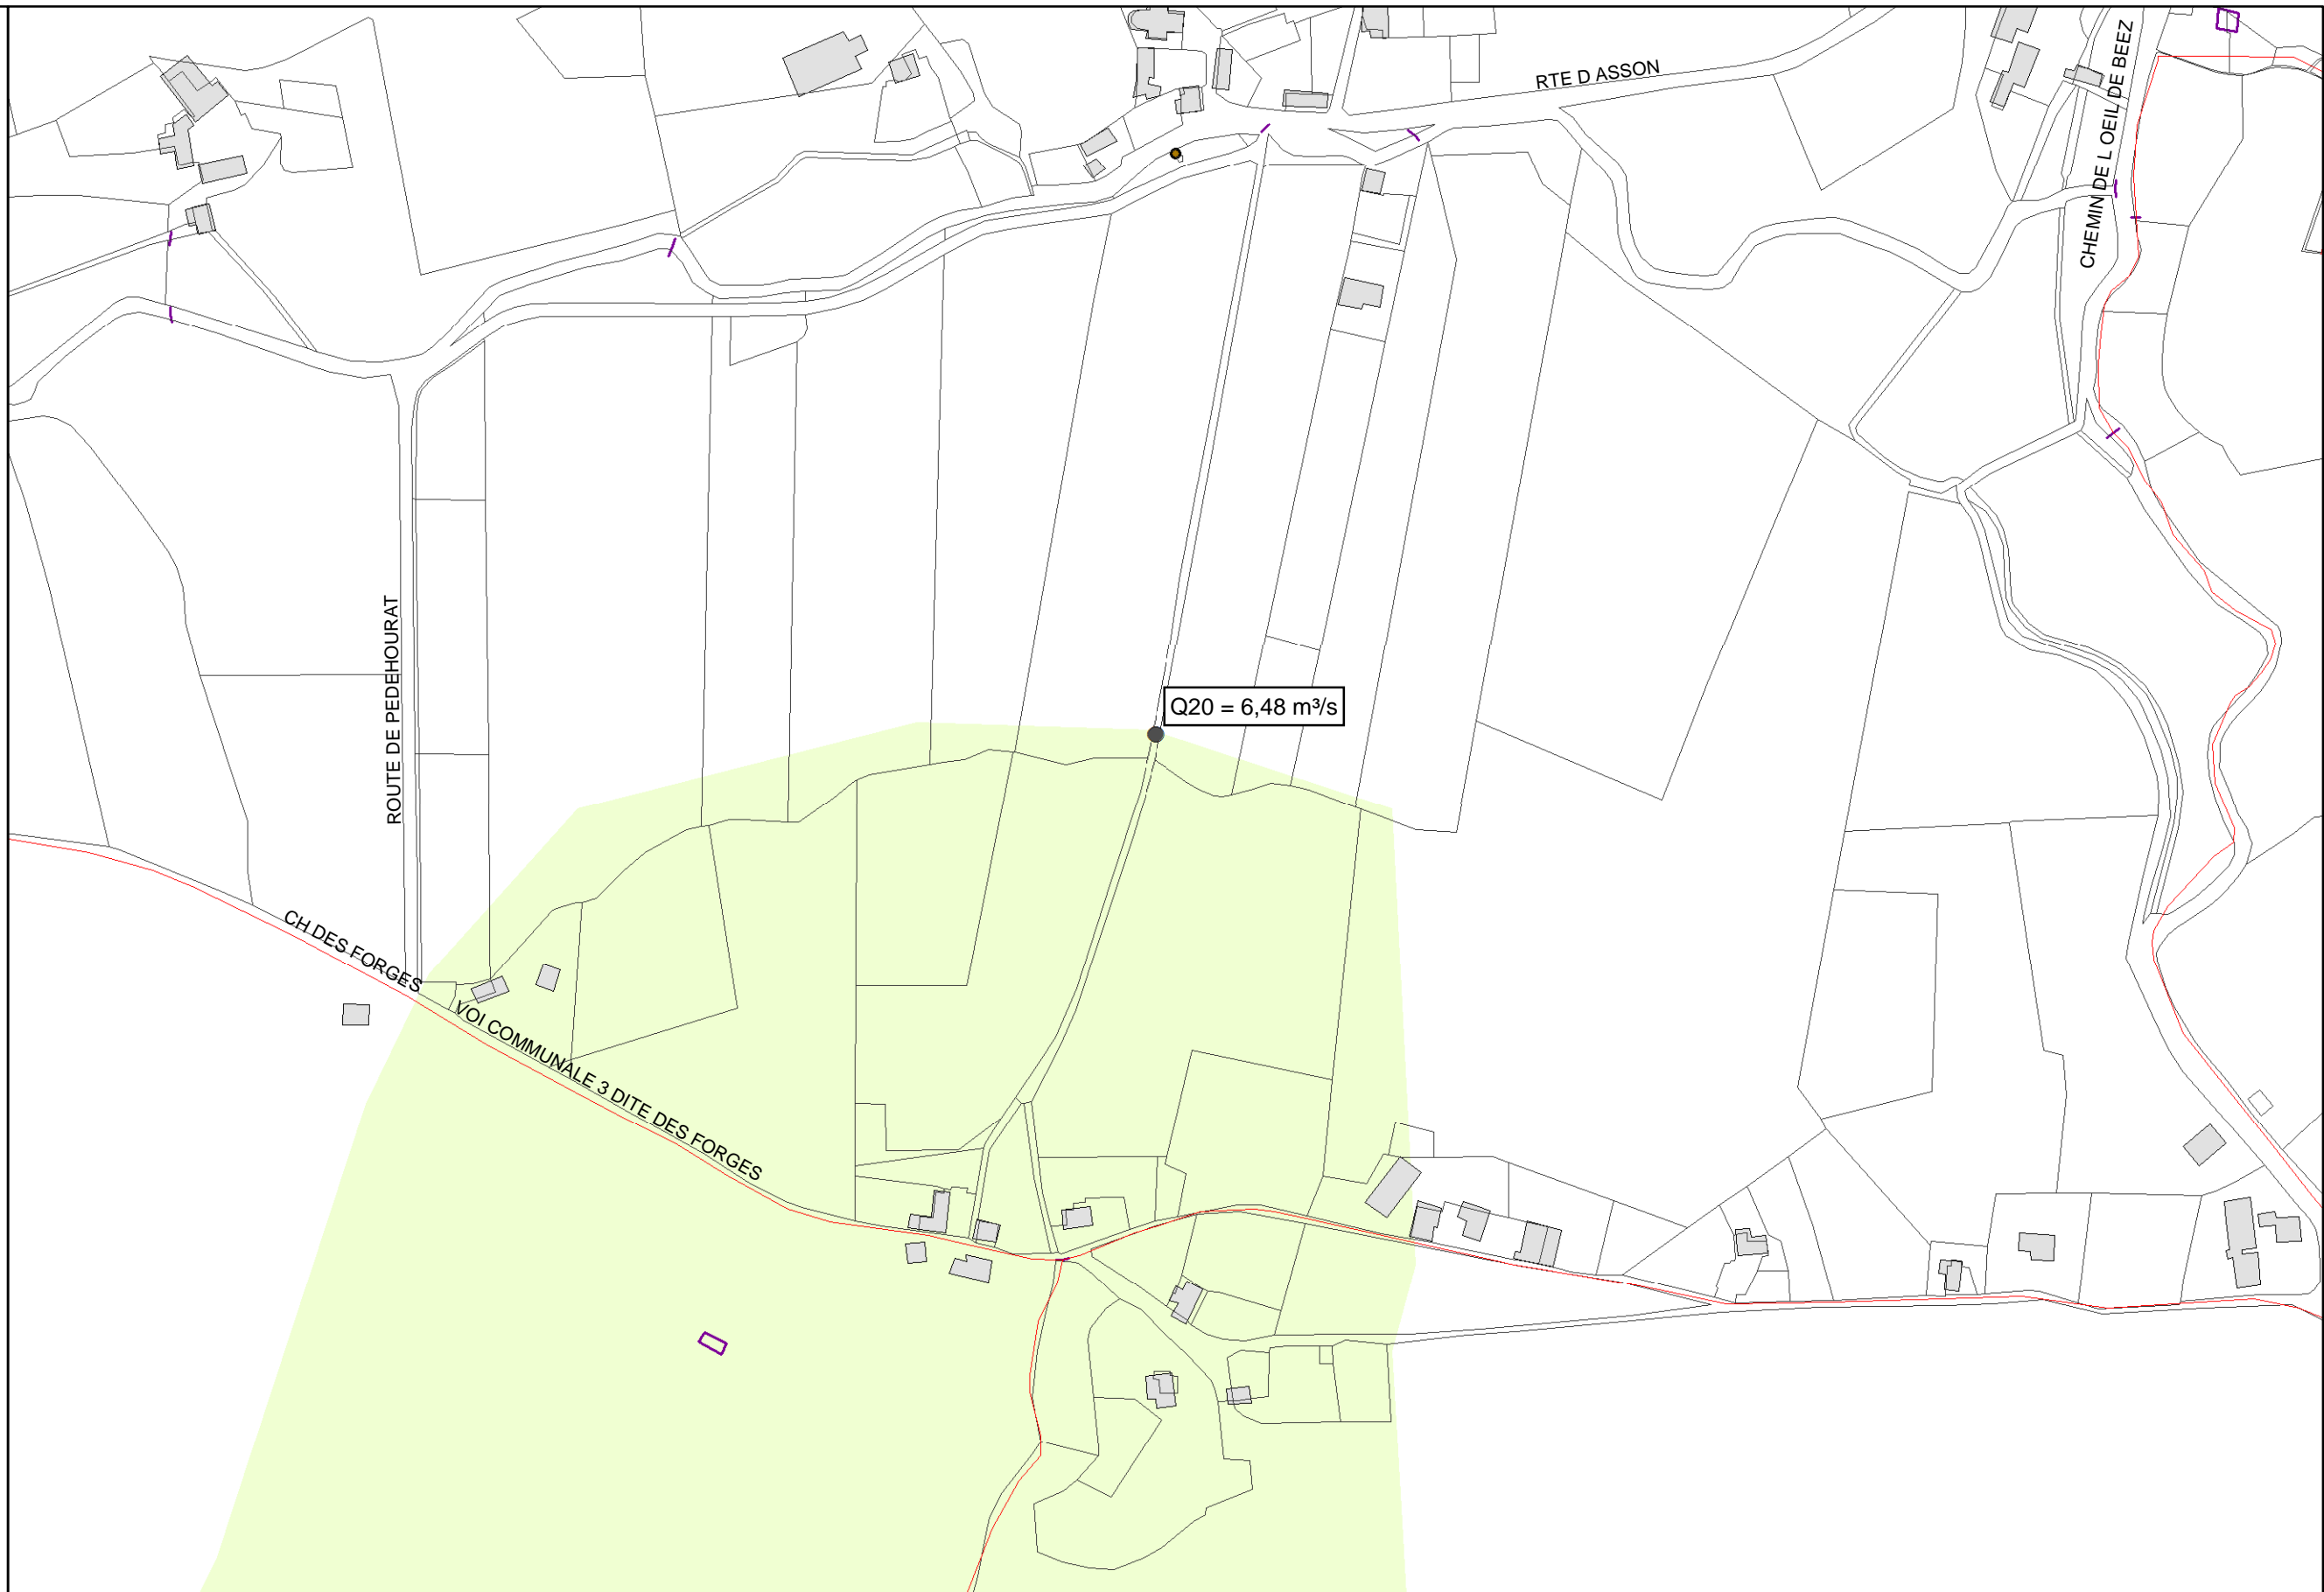 RTE D ASSON
CHEMIN DE L OEIL DE BEEZ
ROUTE DE PEDEHOURAT
Q20 = 6,48 m³/s
CH DES FORGES
VOI COMMUNALE 3 DITE DES FORGES